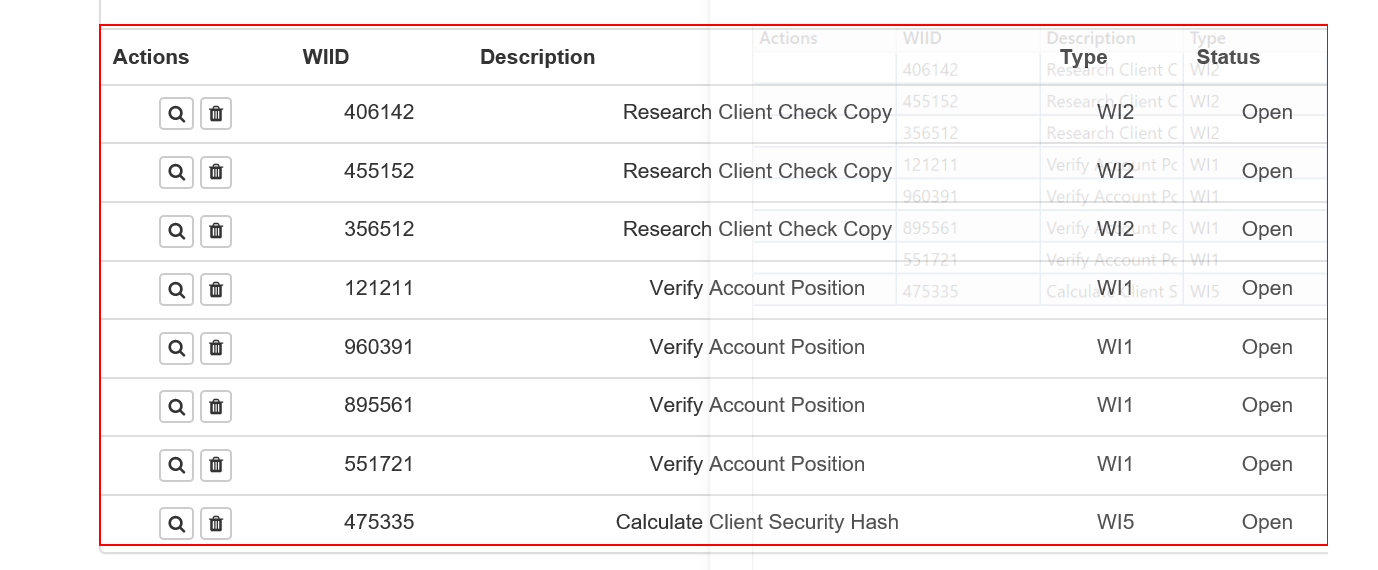 Actions WIID Description Type Status
406142 Research Client Check Copy WI2 Open
455152 Research Client Check Copy WI2 Open
356512 Research Client Check Copy WI2 Open
121211 Verify Account Position WI1 Open
960391 Verify Account Position WI1 Open
895561 Verify Account Position WI1 Open
551721 Verify Account Position WI1 Open
475335 Calculate Client Security Hash WI5 Open
Actions WIID Description Type
406142 Research Client C WI2
455152 Research Client C WI2
356512 Research Client C WI2
121211 Verify Account Pc WI1
960391 Verify Account Pc WI1
895561 Verify Account Pc WI1
551721 Verify Account Pc WI1
475335 Calculate Client S WI5